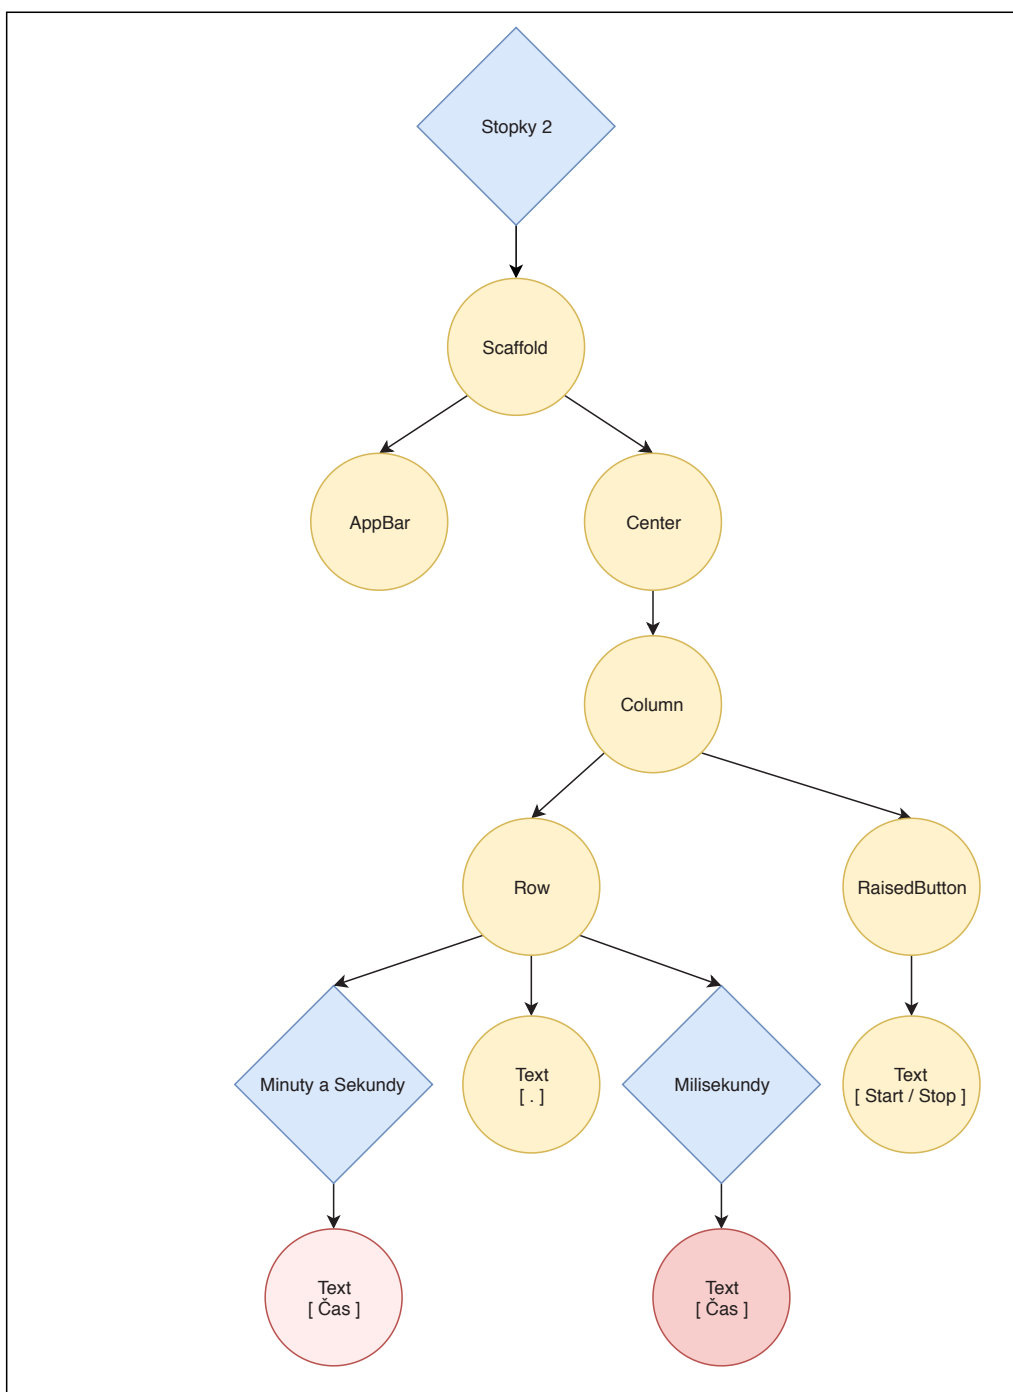 Stopky 2
Scaffold
AppBar
Center
Column
Row
RaisedButton
Minuty a Sekundy
Text
[ . ]
Milisekundy
Text
[ Start / Stop ]
Text
[ Čas ]
Text
[ Čas ]